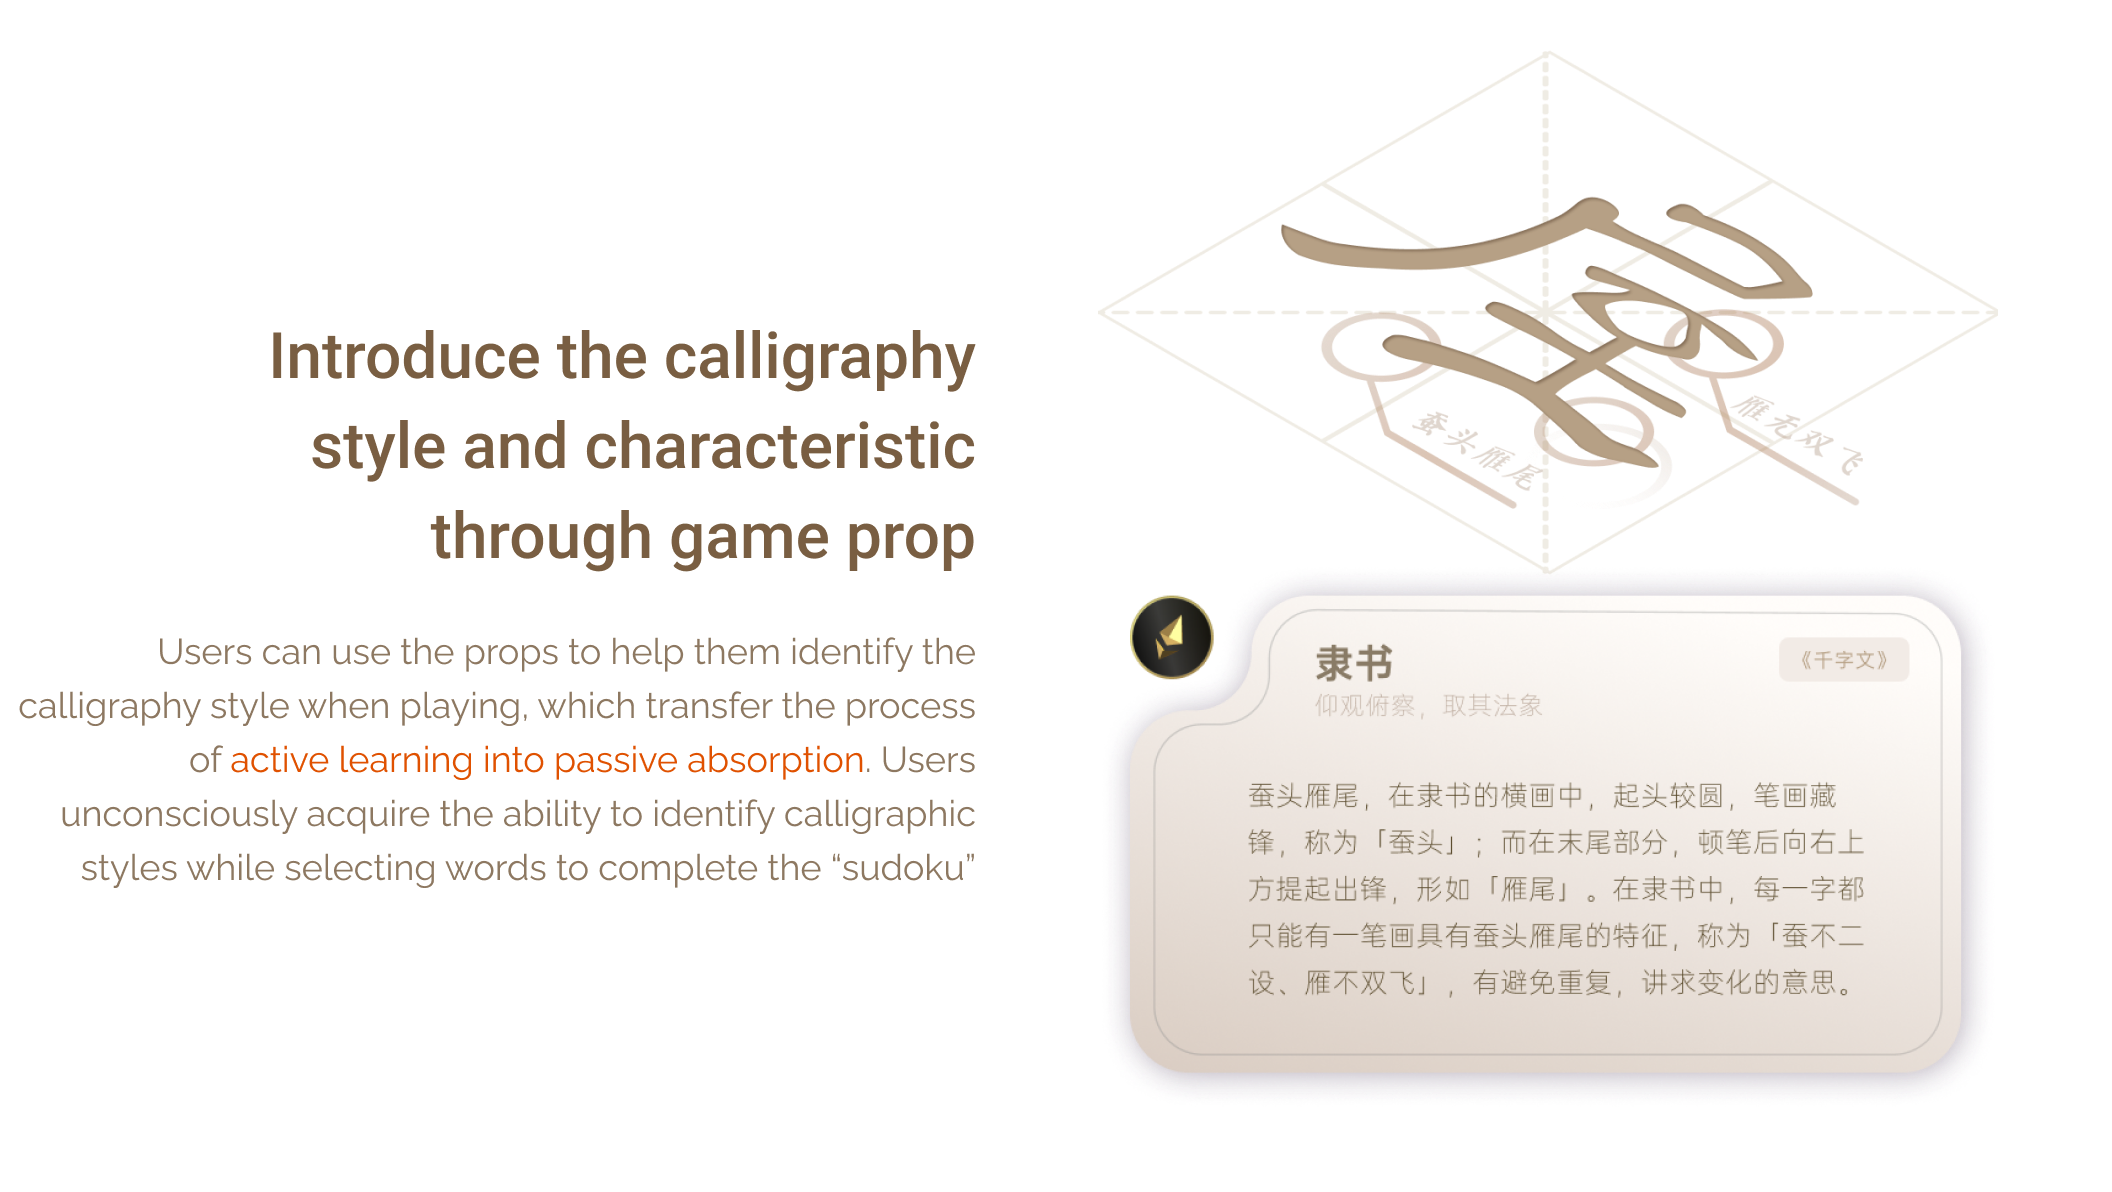 Introduce the calligraphy
style and characteristic
through game prop
Users can use the props to help them identify the
calligraphy style when playing, which transfer the process
of active learning into passive absorption. Users
unconsciously acquire the ability to identify calligraphic
styles while selecting words to complete the “sudoku”
蚕头雁尾
雁无双飞
隶书
《千字文》
仰观俯察，取其法象
蚕头雁尾，在隶书的横画中，起头较圆，笔画藏
锋，称为「蚕头」；而在末尾部分，顿笔后向右上
方提起出锋，形如「雁尾」。在隶书中，每一字都
只能有一笔画具有蚕头雁尾的特征，称为「蚕不二
设、雁不双飞」，有避免重复，讲求变化的意思。